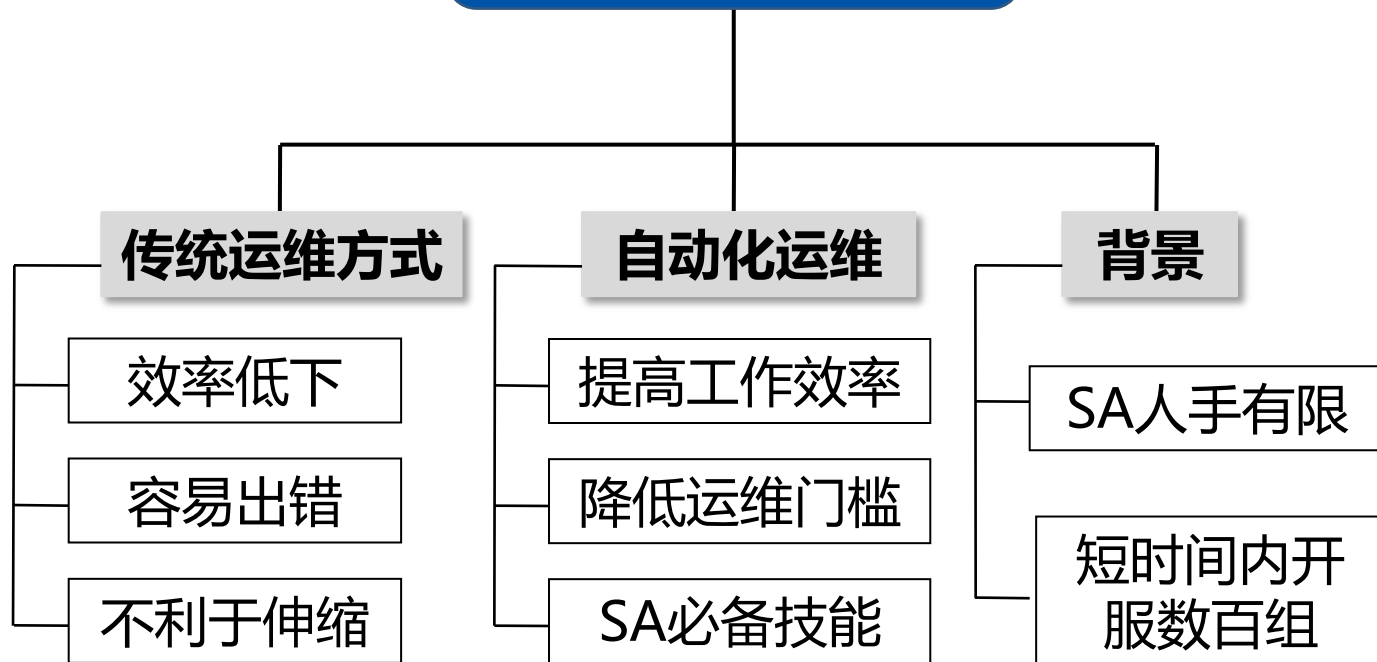 传统运维方式
自动化运维
背景
效率低下
提高工作效率
SA人手有限
容易出错
降低运维门槛
短时间内开
服数百组
不利于伸缩
SA必备技能